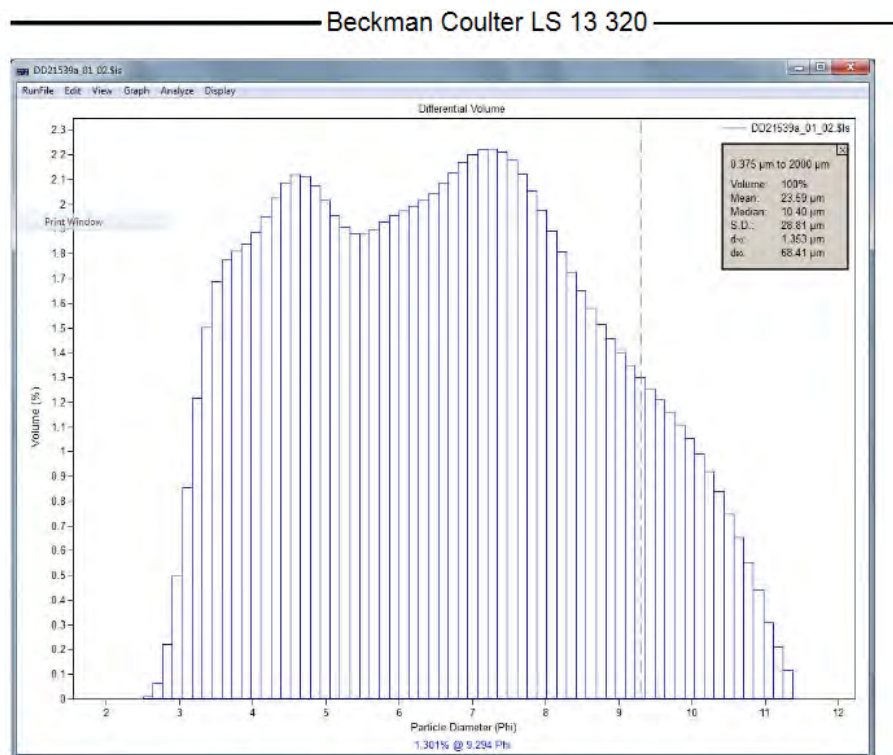 Beckman Coulter LS 13 320
DD21539a_01_02.$ls
RunFile Edit View Graph Analyze Display
Differential Volume
DD21539a_01_02.$ls
0.375 µm to 2000 µm
Volume: 100%
Mean: 23.59 µm
Median: 10.40 µm
S.D.: 28.81 µm
d10: 1.353 µm
d90: 68.41 µm
Print Window
Volume (%)
2.3
2.2
2.1
2
1.9
1.8
1.7
1.6
1.5
1.4
1.3
1.2
1.1
1
0.9
0.8
0.7
0.6
0.5
0.4
0.3
0.2
0.1
0
2 3 4 5 6 7 8 9 10 11 12
Particle Diameter (Phi)
1.301% @ 9.294 Phi